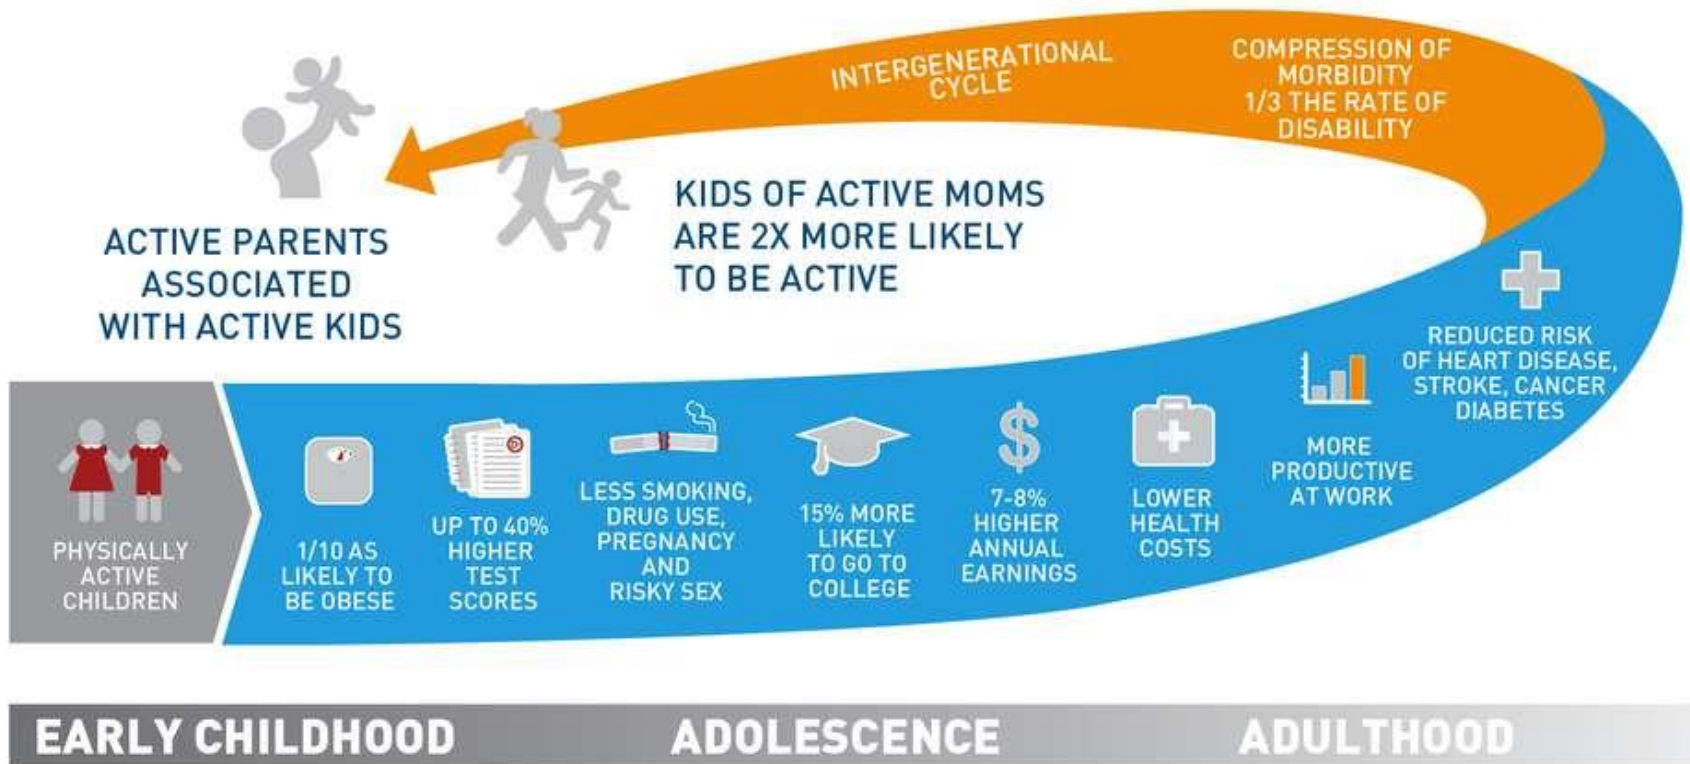 INTERGENERATIONAL
CYCLE
COMPRESSION OF
MORBIDITY
1/3 THE RATE OF
DISABILITY
KIDS OF ACTIVE MOMS
ARE 2X MORE LIKELY
TO BE ACTIVE
ACTIVE PARENTS
ASSOCIATED
WITH ACTIVE KIDS
PHYSICALLY
ACTIVE
CHILDREN
1/10 AS
LIKELY TO
BE OBESE
UP TO 40%
HIGHER
TEST
SCORES
LESS SMOKING,
DRUG USE,
PREGNANCY
AND
RISKY SEX
15% MORE
LIKELY
TO GO TO
COLLEGE
$
7-8%
HIGHER
ANNUAL
EARNINGS
LOWER
HEALTH
COSTS
MORE
PRODUCTIVE
AT WORK
REDUCED RISK
OF HEART DISEASE,
STROKE, CANCER
DIABETES
EARLY CHILDHOOD
ADOLESCENCE
ADULTHOOD